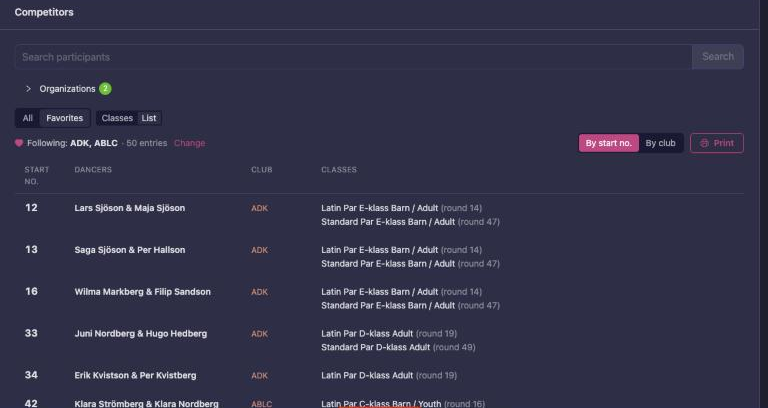 Competitors
Search participants Search
Organizations 2
All Favorites Classes List
Following: ADK, ABLC · 50 entries Change By start no. By club Print
START NO. DANCERS CLUB CLASSES
12 Lars Sjöson & Maja Sjöson ADK Latin Par E-klass Barn / Adult (round 14)
Standard Par E-klass Barn / Adult (round 47)
13 Saga Sjöson & Per Hallson ADK Latin Par E-klass Barn / Adult (round 14)
Standard Par E-klass Barn / Adult (round 47)
16 Wilma Markberg & Filip Sandson ADK Latin Par E-klass Barn / Adult (round 14)
Standard Par E-klass Barn / Adult (round 47)
33 Juni Nordberg & Hugo Hedberg ADK Latin Par D-klass Adult (round 19)
Standard Par D-klass Adult (round 49)
34 Erik Kvistson & Per Kvistberg ADK Latin Par D-klass Adult (round 19)
42 Klara Strömberg & Klara Nordberg ABLC Latin Par C-klass Barn / Youth (round 16)